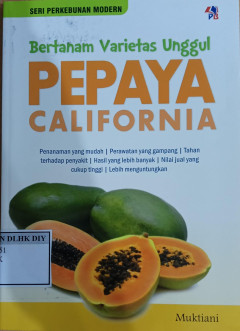 SERI PERKEBUNAN MODERN
PB
Bertanam Varietas Unggul
PEPAYA
CALIFORNIA
Penanaman yang mudah | Perawatan yang gampang | Tahan
terhadap penyakit | Hasil yang lebih banyak | Nilai jual yang
cukup tinggi | Lebih menguntungkan
N DLHK DIY
Muktiani